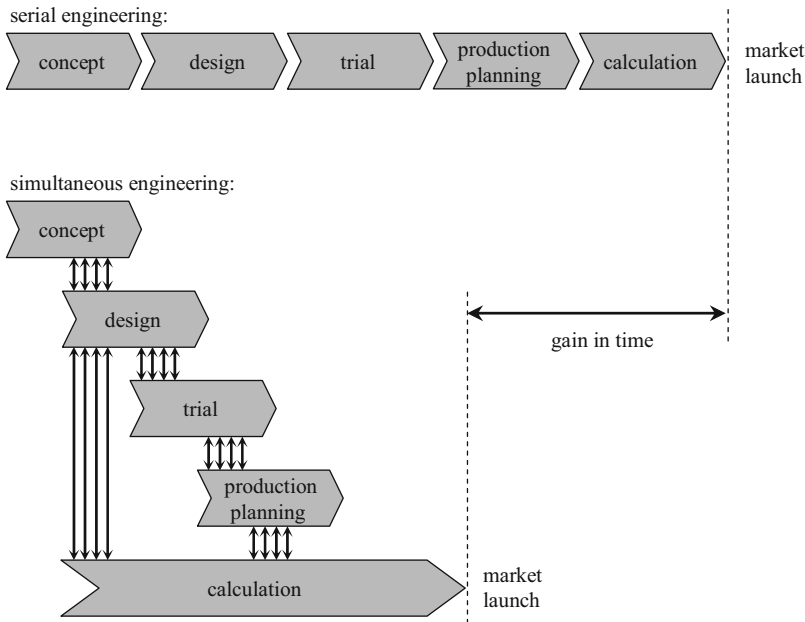 serial engineering:
concept
design
trial
production
planning
calculation
market
launch
simultaneous engineering:
concept
design
gain in time
trial
production
planning
calculation
market
launch